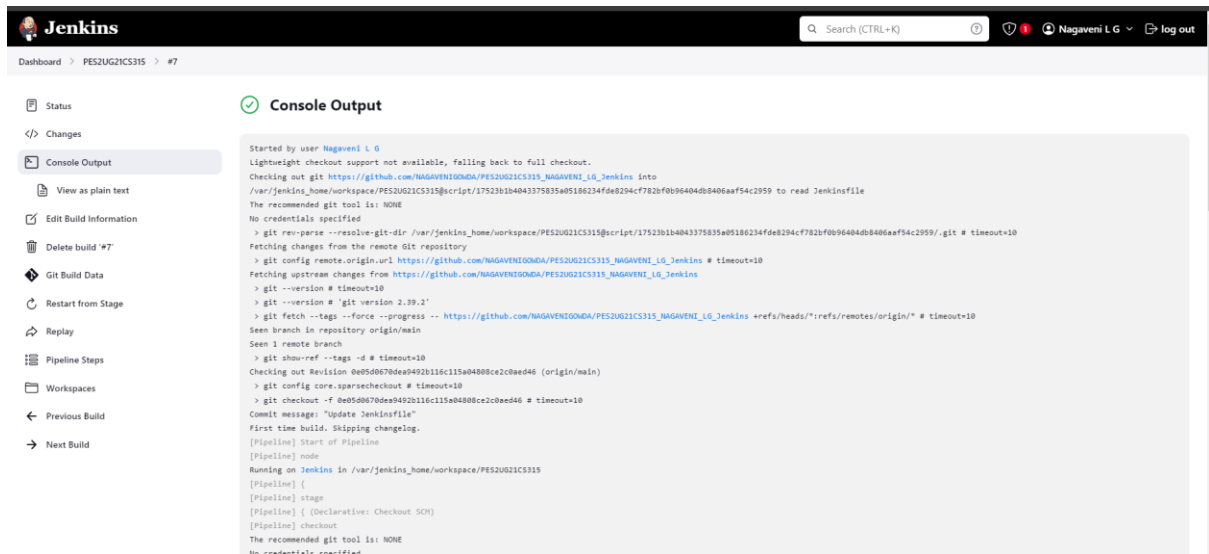 Jenkins
Search (CTRL+K)
1
Nagaveni L G
log out
Dashboard > PES2UG21CS315 > #7
Status
Changes
Console Output
View as plain text
Edit Build Information
Delete build '#7'
Git Build Data
Restart from Stage
Replay
Pipeline Steps
Workspaces
Previous Build
Next Build
Console Output
Started by user Nagaveni L G
Lightweight checkout support not available, falling back to full checkout.
Checking out git https://github.com/NAGAVENIGOWDA/PES2UG21CS315_NAGAVENI_LG_Jenkins into
/var/jenkins_home/workspace/PES2UG21CS315@script/17523b1b4043375835a05186234fde8294cf782bf0b96404db8406aaf54c2959 to read Jenkinsfile
The recommended git tool is: NONE
No credentials specified
> git rev-parse --resolve-git-dir /var/jenkins_home/workspace/PES2UG21CS315@script/17523b1b4043375835a05186234fde8294cf782bf0b96404db8406aaf54c2959/.git # timeout=10
Fetching changes from the remote Git repository
> git config remote.origin.url https://github.com/NAGAVENIGOWDA/PES2UG21CS315_NAGAVENI_LG_Jenkins # timeout=10
Fetching upstream changes from https://github.com/NAGAVENIGOWDA/PES2UG21CS315_NAGAVENI_LG_Jenkins
> git --version # timeout=10
> git --version # 'git version 2.39.2'
> git fetch --tags --force --progress -- https://github.com/NAGAVENIGOWDA/PES2UG21CS315_NAGAVENI_LG_Jenkins +refs/heads/*:refs/remotes/origin/* # timeout=10
Seen branch in repository origin/main
Seen 1 remote branch
> git show-ref --tags -d # timeout=10
Checking out Revision 0e05d0670dea9492b116c115a04808ce2c0aed46 (origin/main)
> git config core.sparsecheckout # timeout=10
> git checkout -f 0e05d0670dea9492b116c115a04808ce2c0aed46 # timeout=10
Commit message: "Update Jenkinsfile"
First time build. Skipping changelog.
[Pipeline] Start of Pipeline
[Pipeline] node
Running on Jenkins in /var/jenkins_home/workspace/PES2UG21CS315
[Pipeline] {
[Pipeline] stage
[Pipeline] { (Declarative: Checkout SCM)
[Pipeline] checkout
The recommended git tool is: NONE
No credentials specified